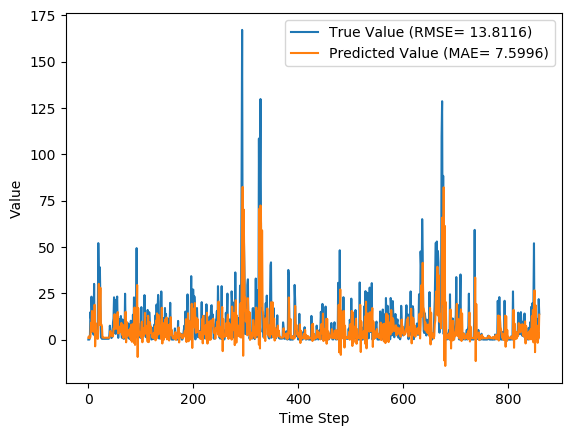 True Value (RMSE= 13.8116)
Predicted Value (MAE= 7.5996)
175
150
125
100
75
50
25
0
Value
0 200 400 600 800
Time Step